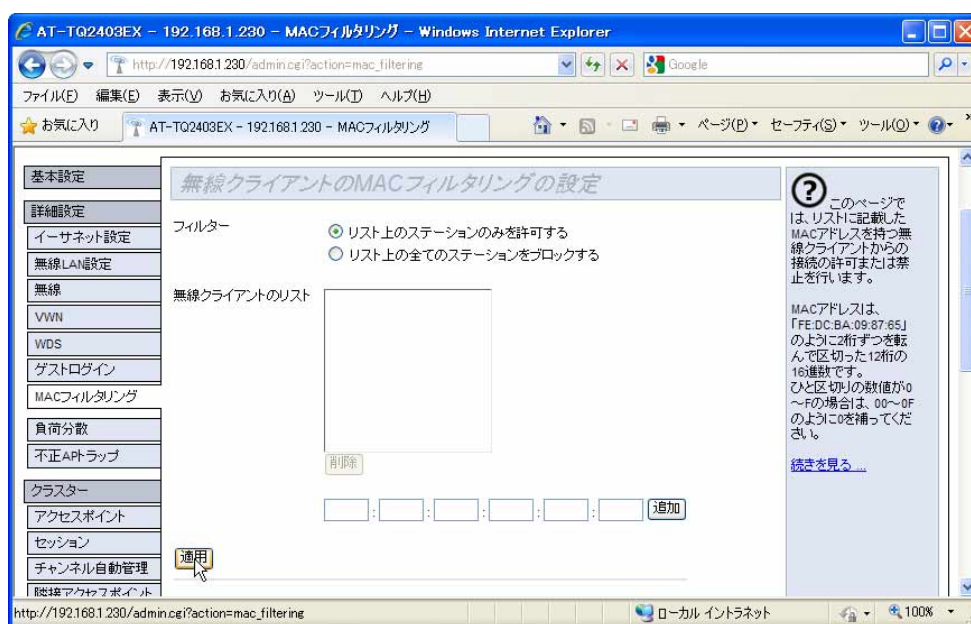 AT-TQ2403EX - 192.168.1.230 - MACフィルタリング - Windows Internet Explorer
http://192.168.1.230/admin.cgi?action=mac_filtering
Google
ファイル(F) 編集(E) 表示(V) お気に入り(A) ツール(T) ヘルプ(H)
お気に入り
AT-TQ2403EX - 192.168.1.230 - MACフィルタリング
ページ(P) セーフティ(S) ツール(O)
基本設定
詳細設定
イーサネット設定
無線LAN設定
無線
VWN
WDS
ゲストログイン
MACフィルタリング
負荷分散
不正APトラップ
クラスター
アクセスポイント
セッション
チャンネル自動管理
隣接アクセスポイント
無線クライアントのMACフィルタリングの設定
フィルター
リスト上のステーションのみを許可する
リスト上の全てのステーションをブロックする
無線クライアントのリスト
削除
: : : : : 追加
適用
?
このページで
は、リストに記載した
MACアドレスを持つ無
線クライアントからの
接続の許可または禁
止を行います。
MACアドレスは、
「FE:DC:BA:09:87:65」
のように2桁ずつを転
んで区切った12桁の
16進数です。
ひと区切りの数値が0
～Fの場合は、00～0F
のように0を補ってくだ
さい。
続きを見る ...
http://192.168.1.230/admin.cgi?action=mac_filtering
ローカル イントラネット
100%